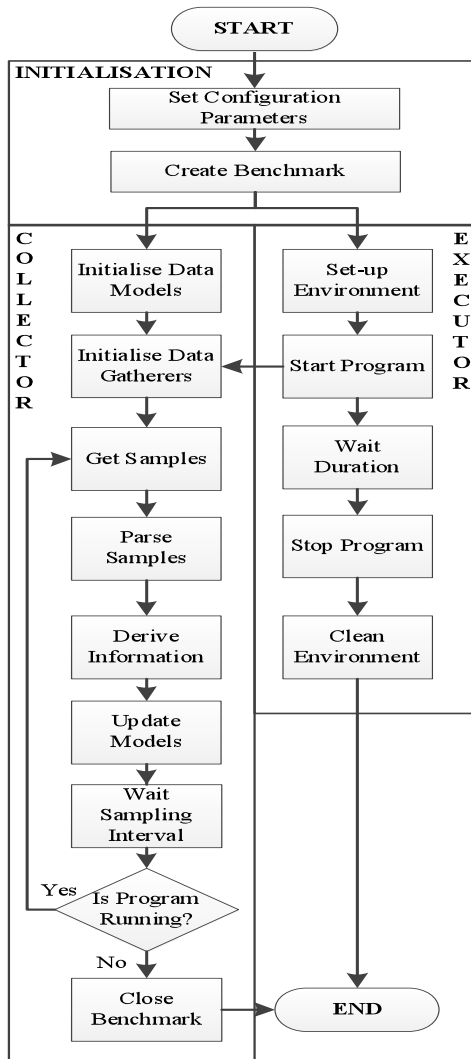 START
INITIALISATION
Set Configuration
Parameters
Create Benchmark
COLLECTOR
Initialise Data
Models
Initialise Data
Gatherers
Get Samples
Parse
Samples
Derive
Information
Update
Models
Wait
Sampling
Interval
Yes
Is Program
Running?
No
Close
Benchmark
EXECUTOR
Set-up
Environment
Start Program
Wait
Duration
Stop Program
Clean
Environment
END